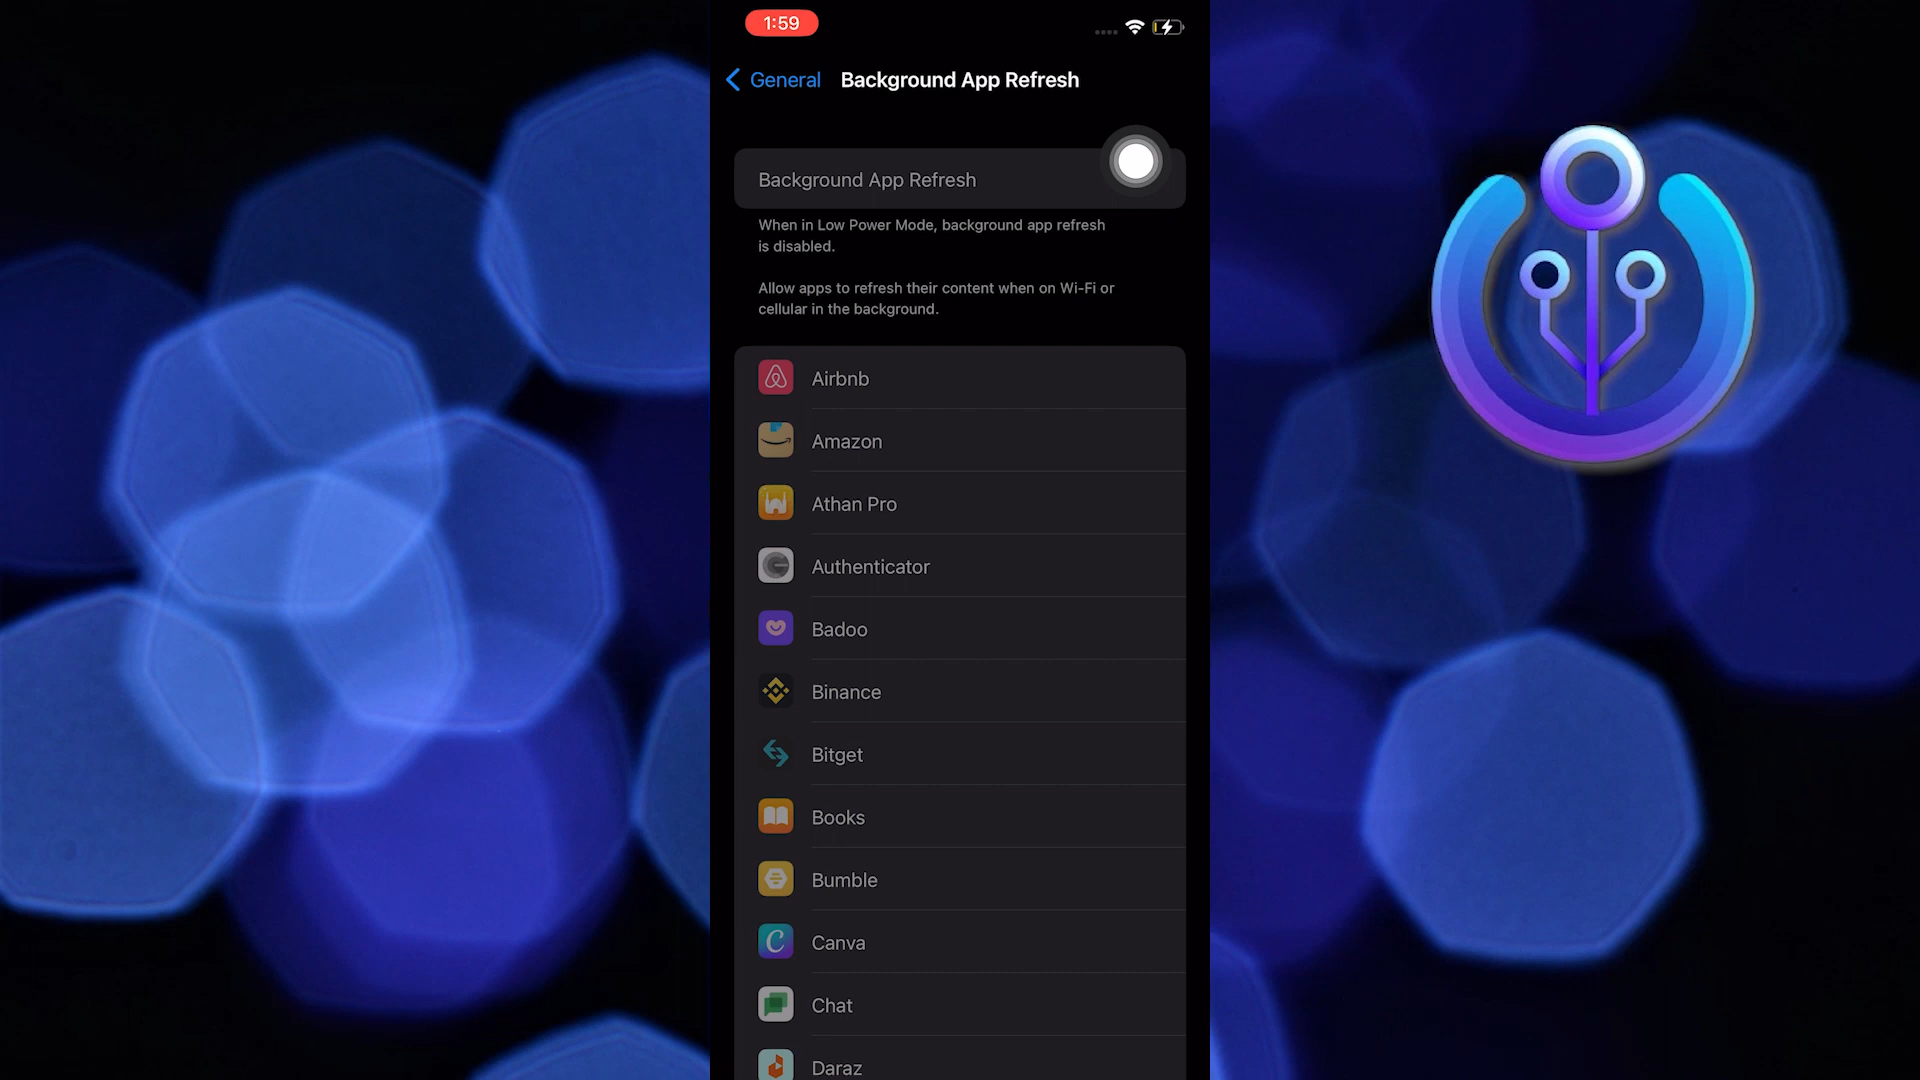 1:59
General
Background App Refresh
Background App Refresh
When in Low Power Mode, background app refresh
is disabled.
Allow apps to refresh their content when on Wi-Fi or
cellular in the background.
Airbnb
Amazon
Athan Pro
Authenticator
Badoo
Binance
Bitget
Books
Bumble
Canva
Chat
Daraz